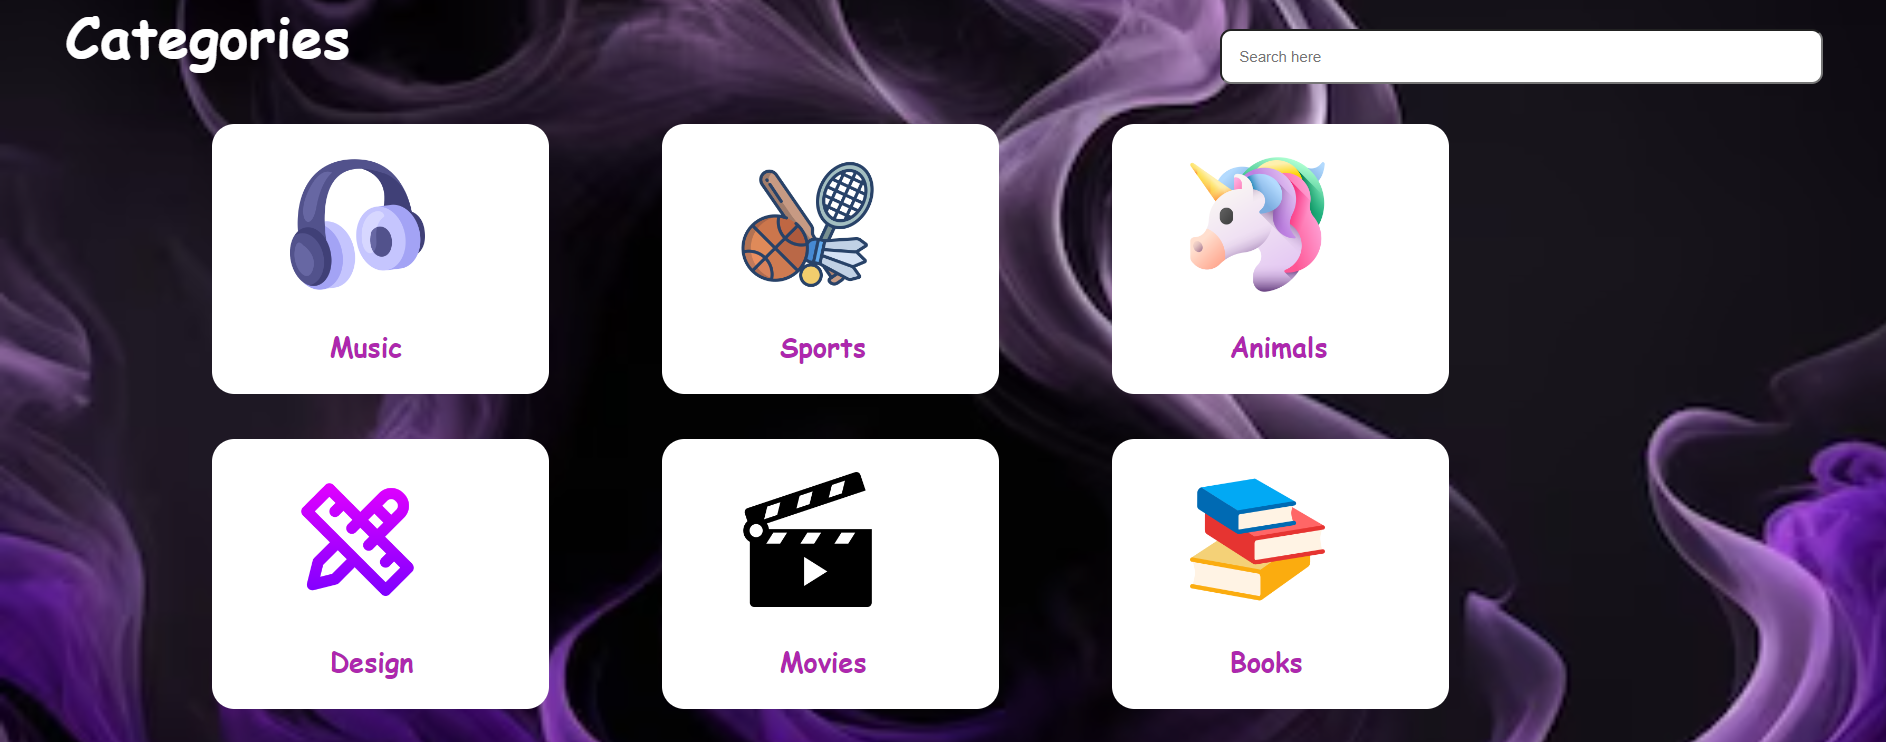 Categories
Search here
Music
Sports
Animals
Design
Movies
Books